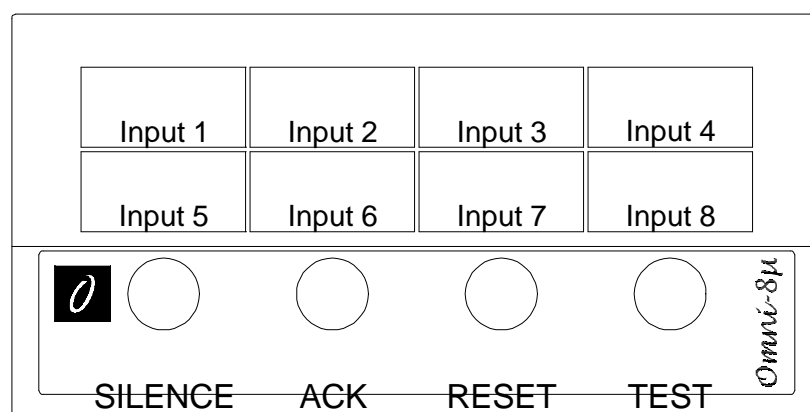 Input 1 Input 2 Input 3 Input 4
Input 5 Input 6 Input 7 Input 8
O
Omni-8µ
SILENCE ACK RESET TEST